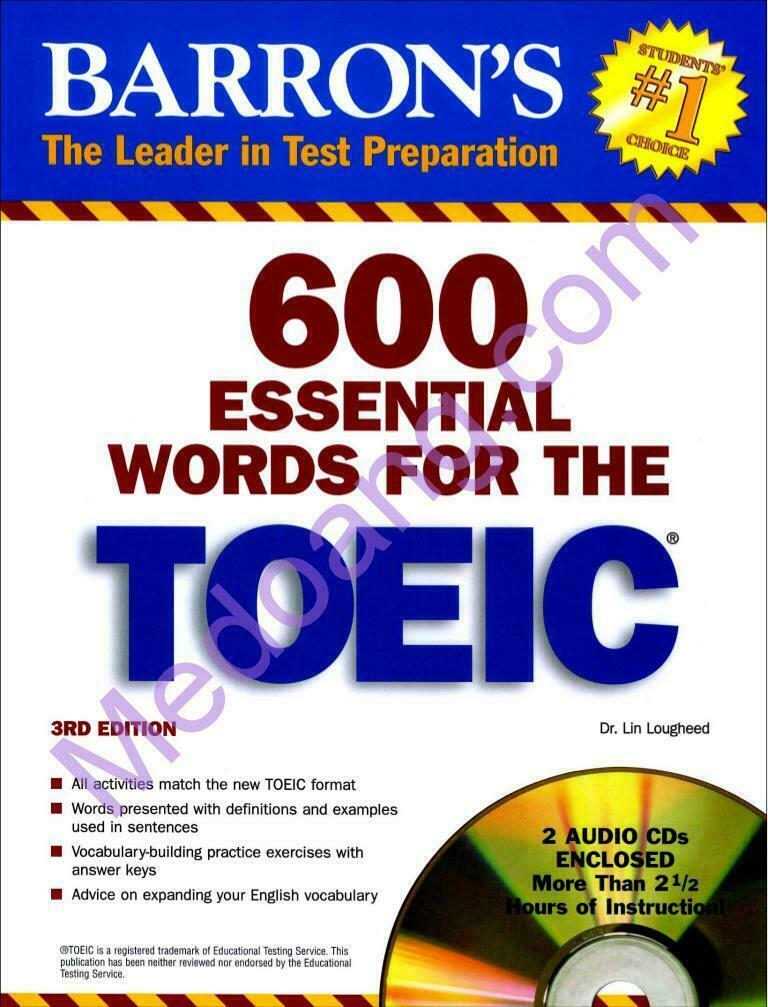 BARRON'S
The Leader in Test Preparation
STUDENTS'
#1
CHOICE
600
ESSENTIAL
WORDS FOR THE
TOEIC®
3RD EDITION
Dr. Lin Lougheed
All activities match the new TOEIC format
Words presented with definitions and examples
used in sentences
Vocabulary-building practice exercises with
answer keys
Advice on expanding your English vocabulary
2 AUDIO CDs
ENCLOSED
More Than 2 1/2
Hours of Instruction!
®TOEIC is a registered trademark of Educational Testing Service. This
publication has been neither reviewed nor endorsed by the Educational
Testing Service.
Medoang.com